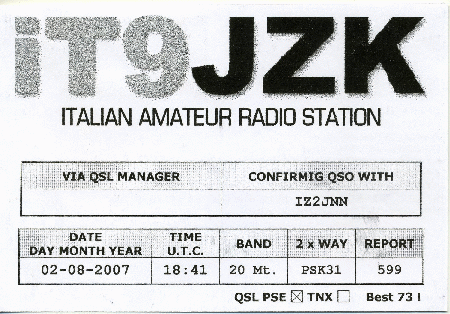 iT9JZK
ITALIAN AMATEUR RADIO STATION
VIA QSL MANAGER CONFIRMIG QSO WITH
IZ2JNN
DATE DAY MONTH YEAR TIME U.T.C. BAND 2 x WAY REPORT
02-08-2007 18:41 20 Mt. PSK31 599
QSL PSE ☒ TNX ☐ Best 73 !